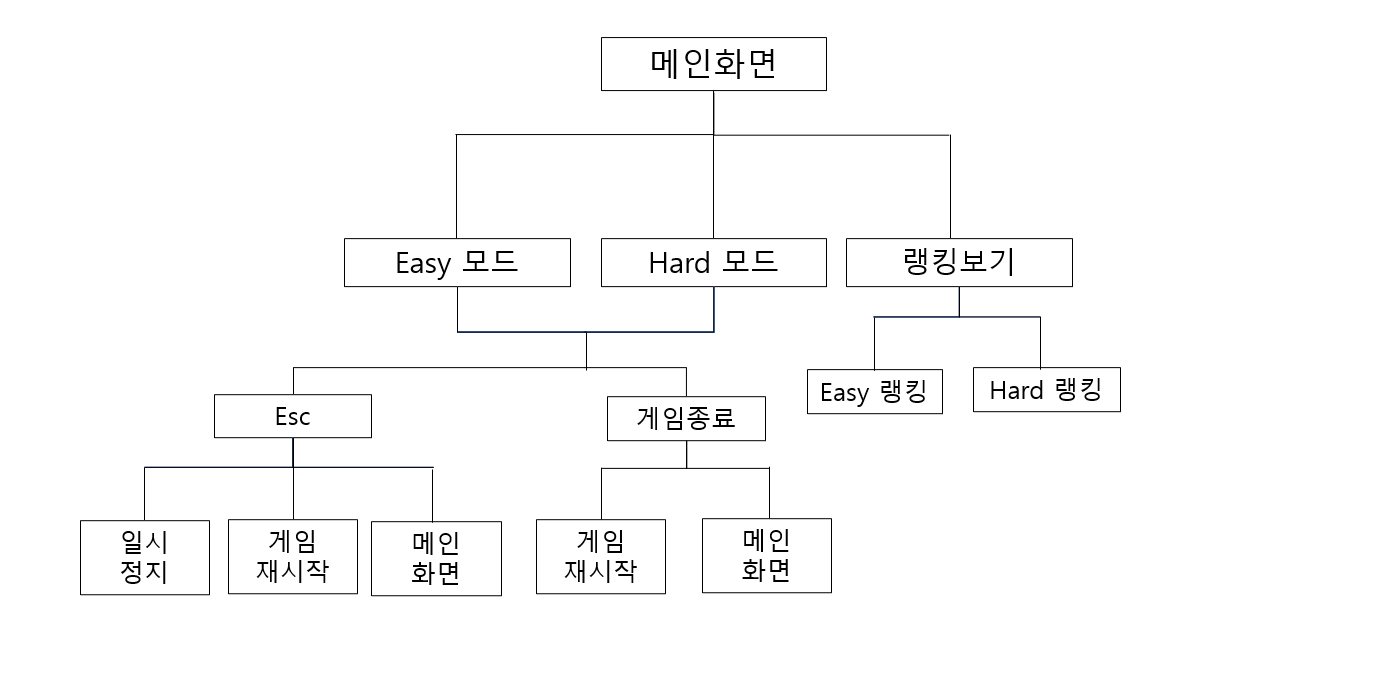 메인화면
Easy 모드
Hard 모드
랭킹보기
Easy 랭킹
Hard 랭킹
Esc
게임종료
일시
정지
게임
재시작
메인
화면
게임
재시작
메인
화면